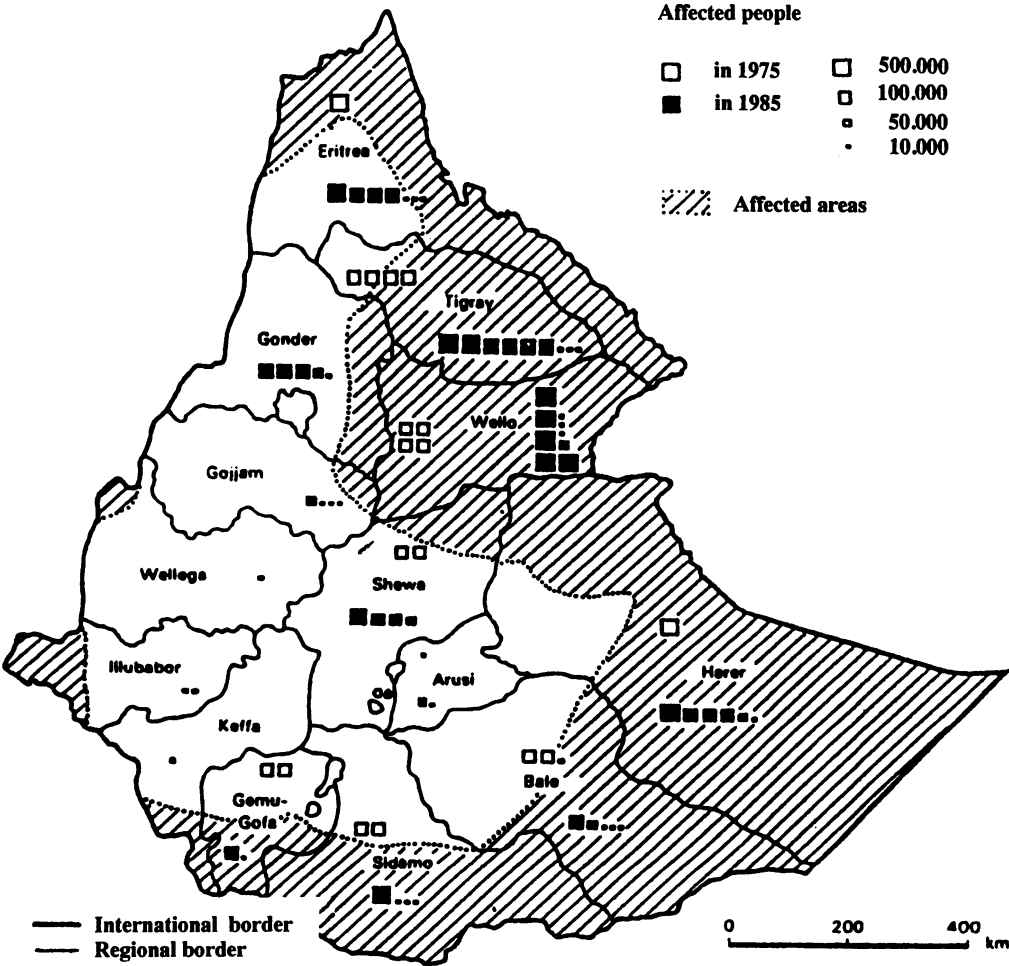 Affected people
in 1975
in 1985
500.000
100.000
50.000
10.000
Affected areas
Eritrea
Tigray
Gonder
Wello
Gojjam
Wellega
Shewa
Illubabor
Arusi
Herer
Keffa
Bale
Gemu-
Gofa
Sidamo
International border
Regional border
0 200 400
km